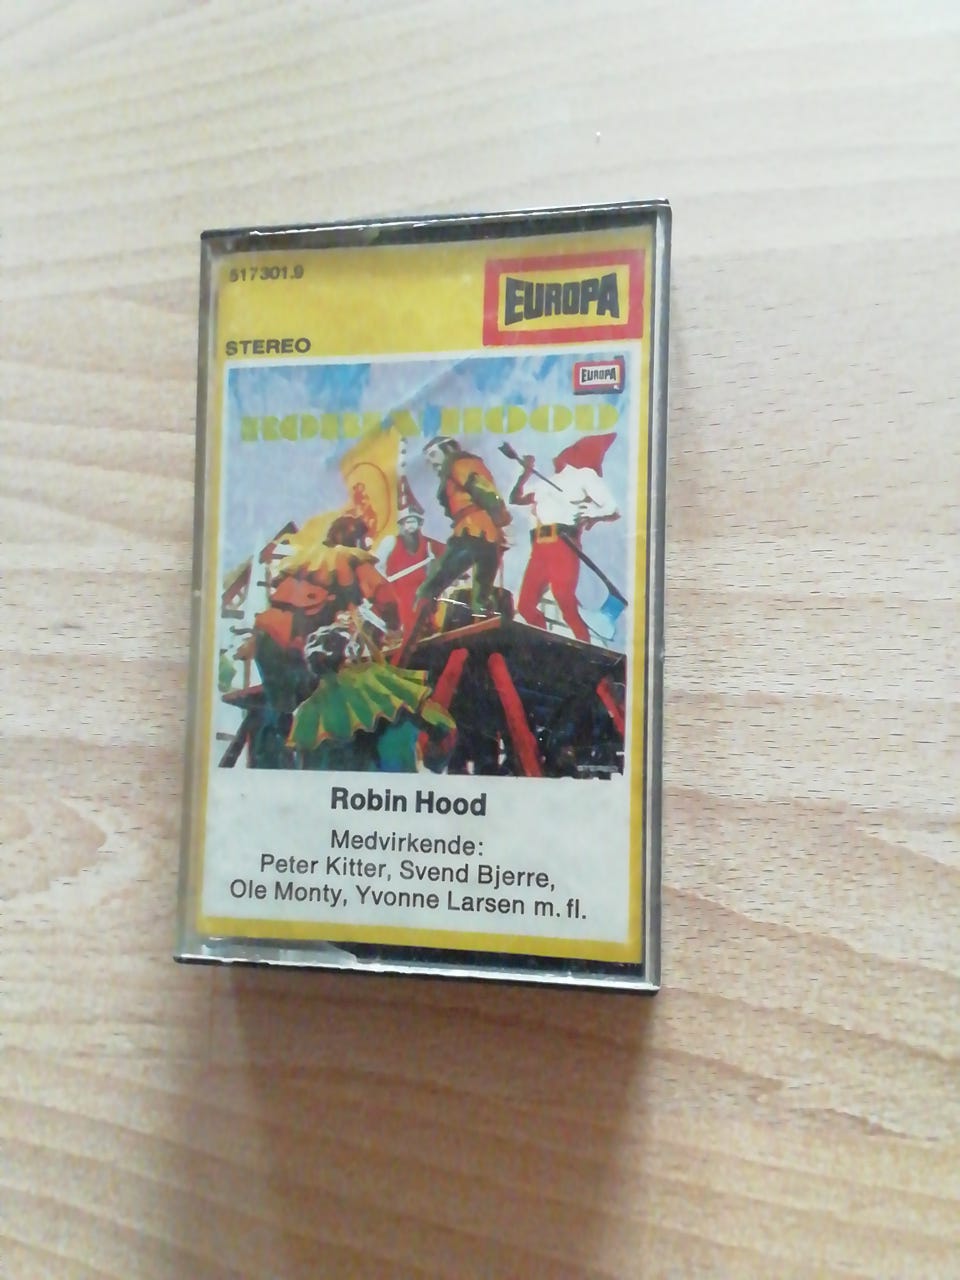 517301.9
EUROPA
STEREO
EUROPA
ROBIN HOOD
Robin Hood
Medvirkende:
Peter Kitter, Svend Bjerre,
Ole Monty, Yvonne Larsen m. fl.